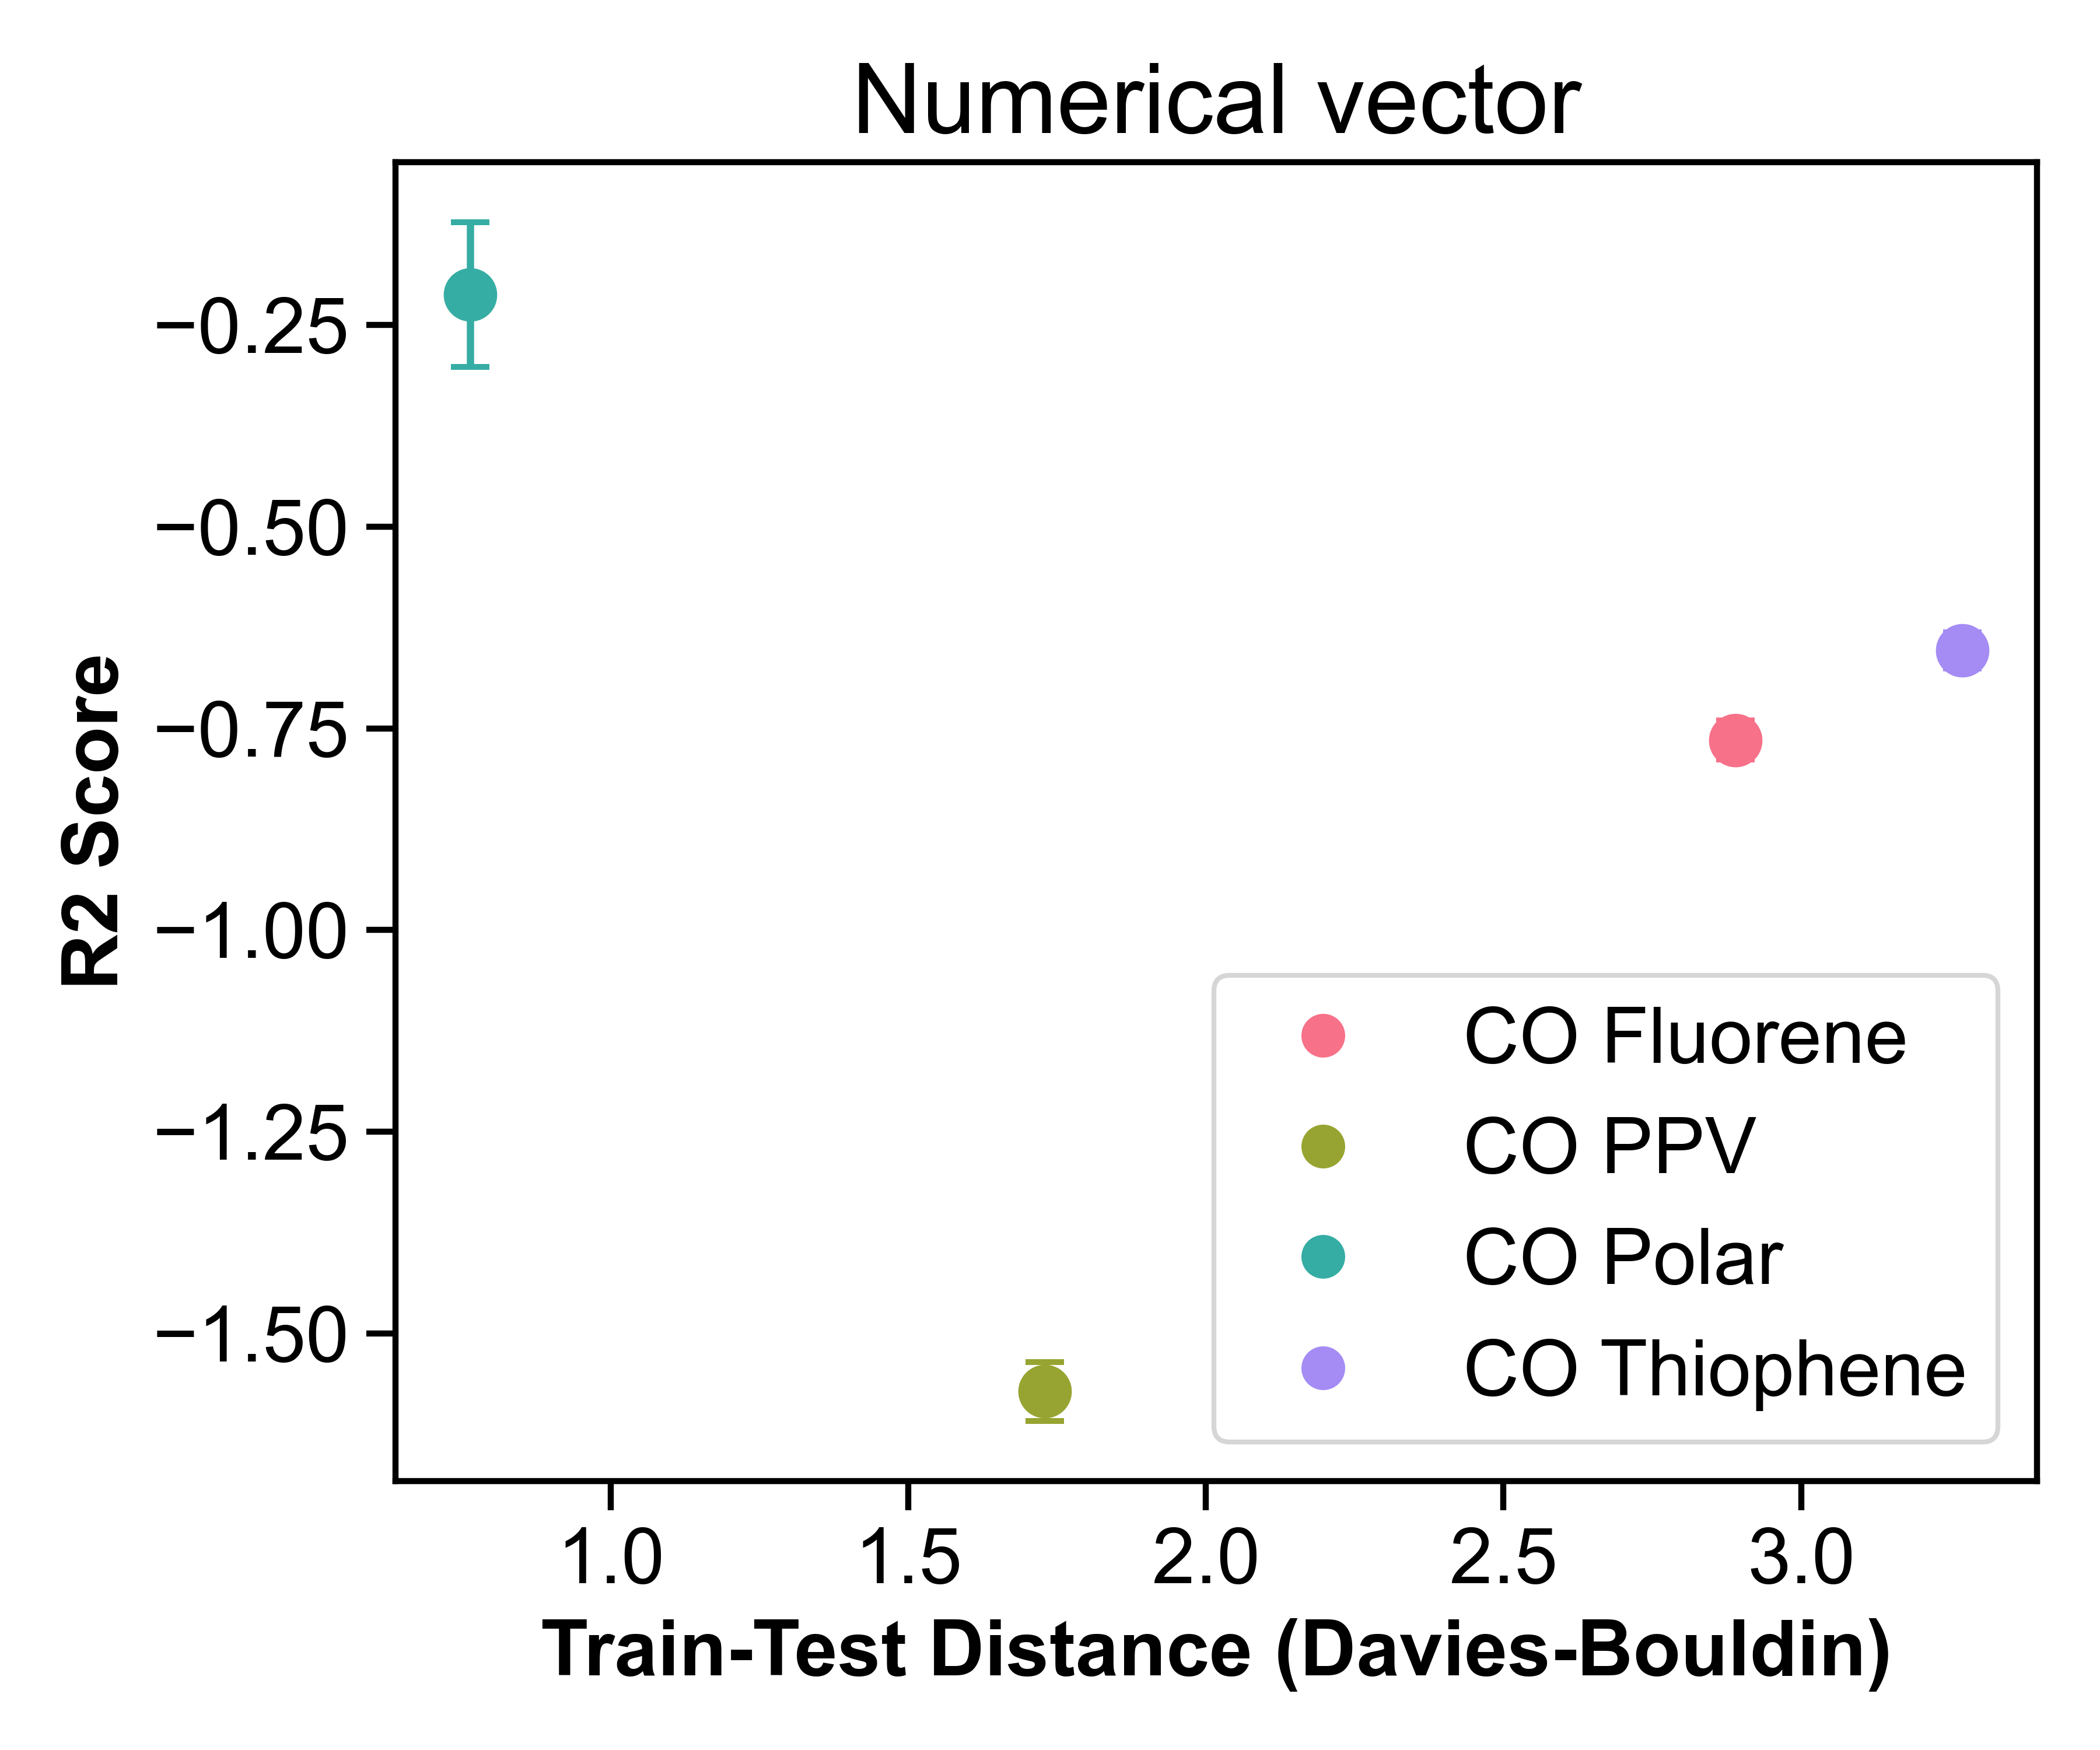 Numerical vector
R2 Score
−0.25
−0.50
−0.75
−1.00
−1.25
−1.50
CO Fluorene
CO PPV
CO Polar
CO Thiophene
1.0 1.5 2.0 2.5 3.0
Train-Test Distance (Davies-Bouldin)